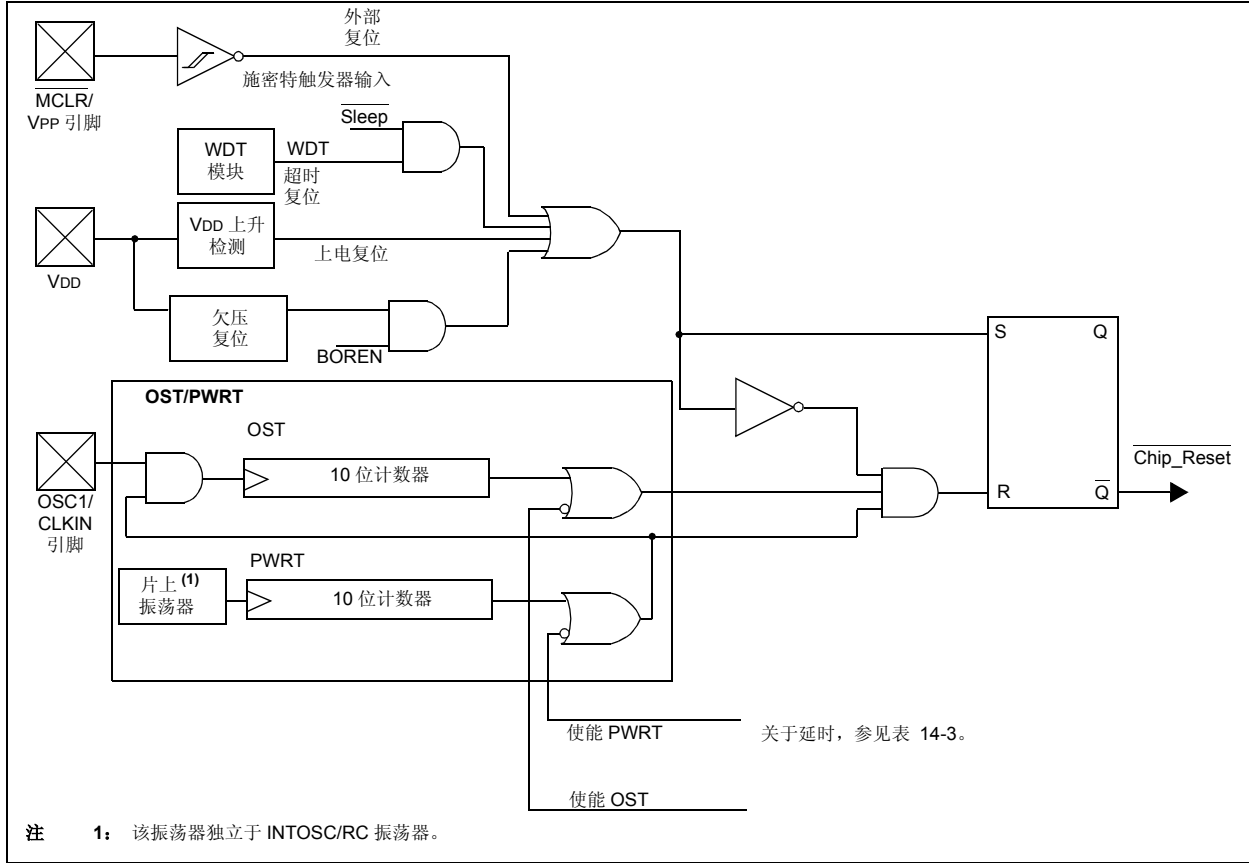 外部
复位
施密特触发器输入
MCLR/
VPP 引脚
Sleep
WDT
模块
WDT
超时
复位
VDD 上升
检测
上电复位
VDD
欠压
复位
BOREN
S
Q
R
Q
Chip_Reset
OST/PWRT
OST
10 位计数器
OSC1/
CLKIN
引脚
PWRT
片上 (1)
振荡器
10 位计数器
使能 PWRT
关于延时，参见表 14-3。
使能 OST
注 1： 该振荡器独立于 INTOSC/RC 振荡器。